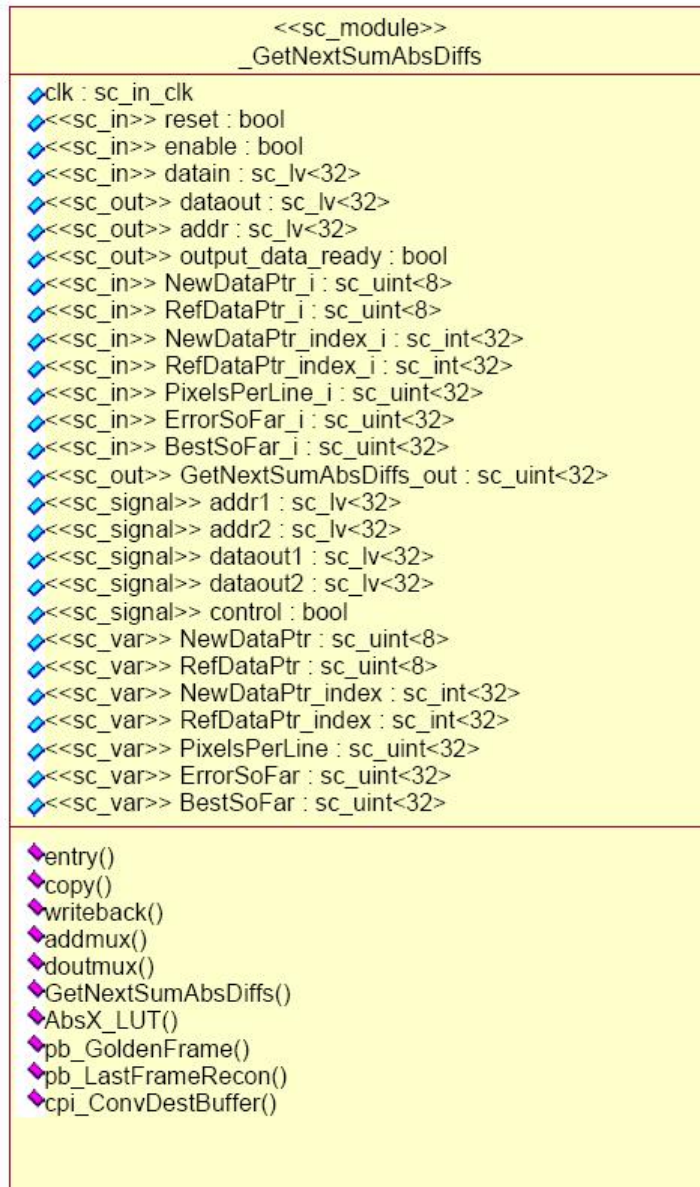 <<sc_module>>
_GetNextSumAbsDiffs
clk : sc_in_clk
<<sc_in>> reset : bool
<<sc_in>> enable : bool
<<sc_in>> datain : sc_lv<32>
<<sc_out>> dataout : sc_lv<32>
<<sc_out>> addr : sc_lv<32>
<<sc_out>> output_data_ready : bool
<<sc_in>> NewDataPtr_i : sc_uint<8>
<<sc_in>> RefDataPtr_i : sc_uint<8>
<<sc_in>> NewDataPtr_index_i : sc_int<32>
<<sc_in>> RefDataPtr_index_i : sc_int<32>
<<sc_in>> PixelsPerLine_i : sc_uint<32>
<<sc_in>> ErrorSoFar_i : sc_uint<32>
<<sc_in>> BestSoFar_i : sc_uint<32>
<<sc_out>> GetNextSumAbsDiffs_out : sc_uint<32>
<<sc_signal>> addr1 : sc_lv<32>
<<sc_signal>> addr2 : sc_lv<32>
<<sc_signal>> dataout1 : sc_lv<32>
<<sc_signal>> dataout2 : sc_lv<32>
<<sc_signal>> control : bool
<<sc_var>> NewDataPtr : sc_uint<8>
<<sc_var>> RefDataPtr : sc_uint<8>
<<sc_var>> NewDataPtr_index : sc_int<32>
<<sc_var>> RefDataPtr_index : sc_int<32>
<<sc_var>> PixelsPerLine : sc_uint<32>
<<sc_var>> ErrorSoFar : sc_uint<32>
<<sc_var>> BestSoFar : sc_uint<32>
entry()
copy()
writeback()
addmux()
doutmux()
GetNextSumAbsDiffs()
AbsX_LUT()
pb_GoldenFrame()
pb_LastFrameRecon()
cpi_ConvDestBuffer()